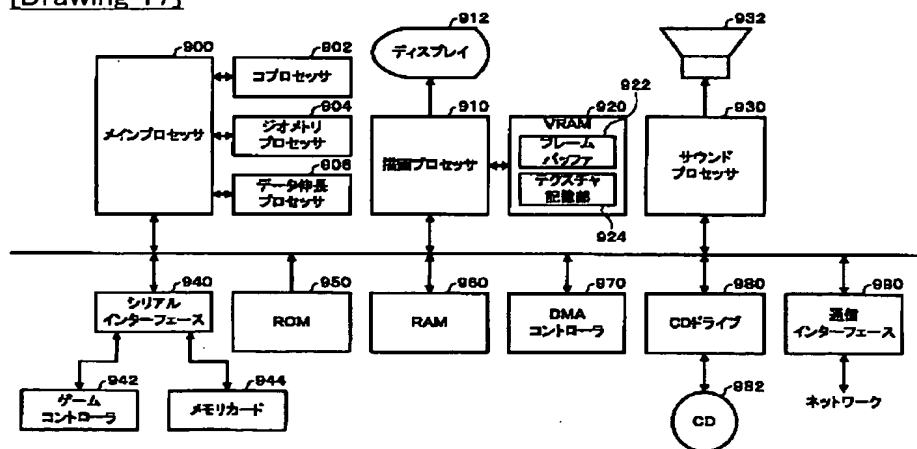 [Drawing 17]
900
メインプロセッサ
902
コプロセッサ
904
ジオメトリ
プロセッサ
906
データ伸長
プロセッサ
912
ディスプレイ
910
描画プロセッサ
920
VRAM
922
フレーム
バッファ
テクスチャ
記憶部
924
932
930
サウンド
プロセッサ
940
シリアル
インターフェース
950
ROM
960
RAM
970
DMA
コントローラ
980
CDドライブ
990
通信
インターフェース
942
ゲーム
コントローラ
944
メモリカード
982
CD
ネットワーク